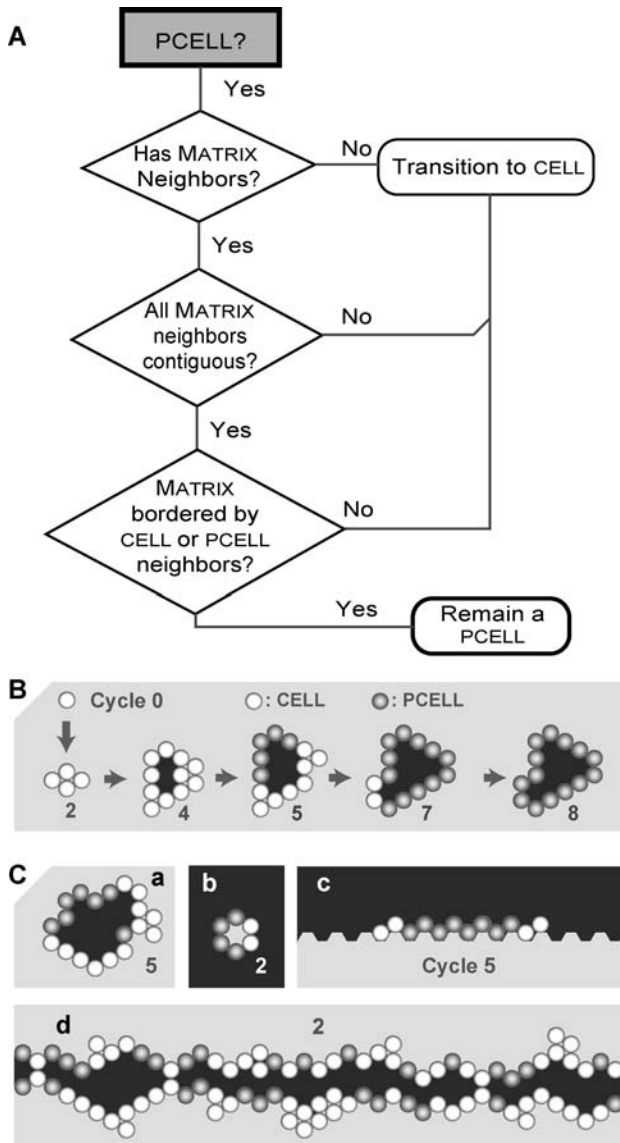 A
PCELL?
Yes
Has MATRIX
Neighbors?
No
Transition to CELL
Yes
All MATRIX
neighbors
contiguous?
No
Yes
MATRIX
bordered by
CELL or PCELL
neighbors?
No
Yes
Remain a
PCELL
B
Cycle 0
: CELL
: PCELL
2
4
5
7
8
C
a
5
b
2
c
Cycle 5
d
2